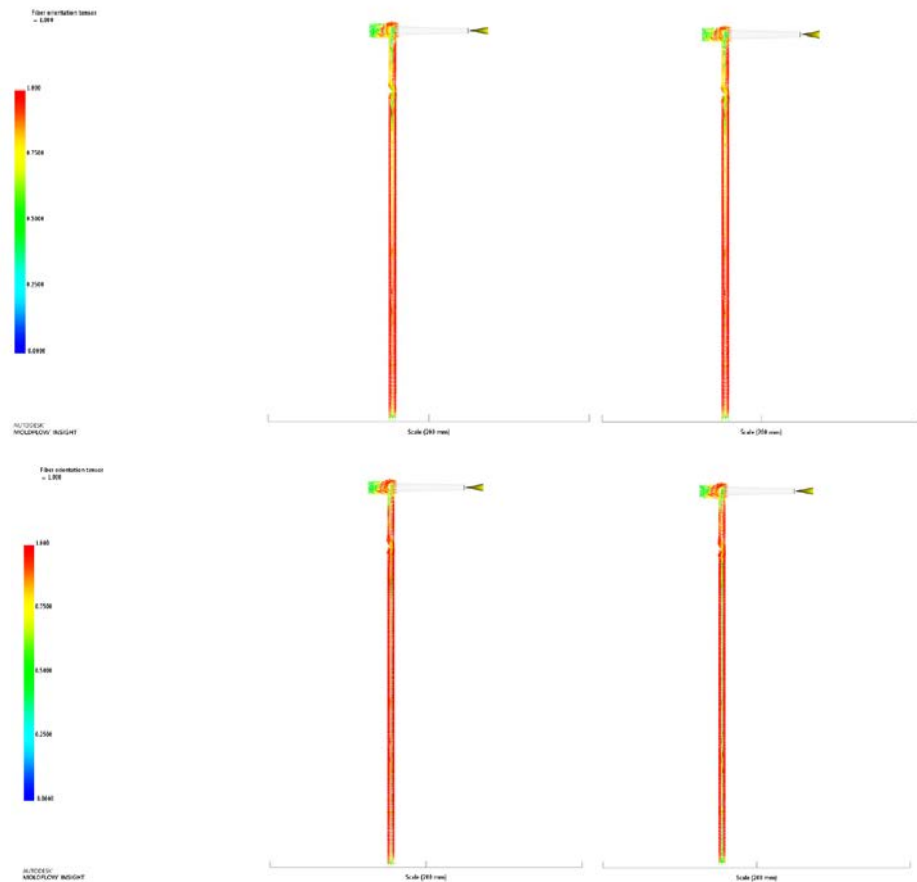 Fiber orientation tensor
= 1.000
1.000
0.7500
0.5000
0.2500
0.0000
Scale (200 mm)
Scale (200 mm)
AUTODESK
MOLDFLOW INSIGHT
Fiber orientation tensor
= 1.000
1.000
0.7500
0.5000
0.2500
0.0000
Scale (200 mm)
Scale (200 mm)
AUTODESK
MOLDFLOW INSIGHT